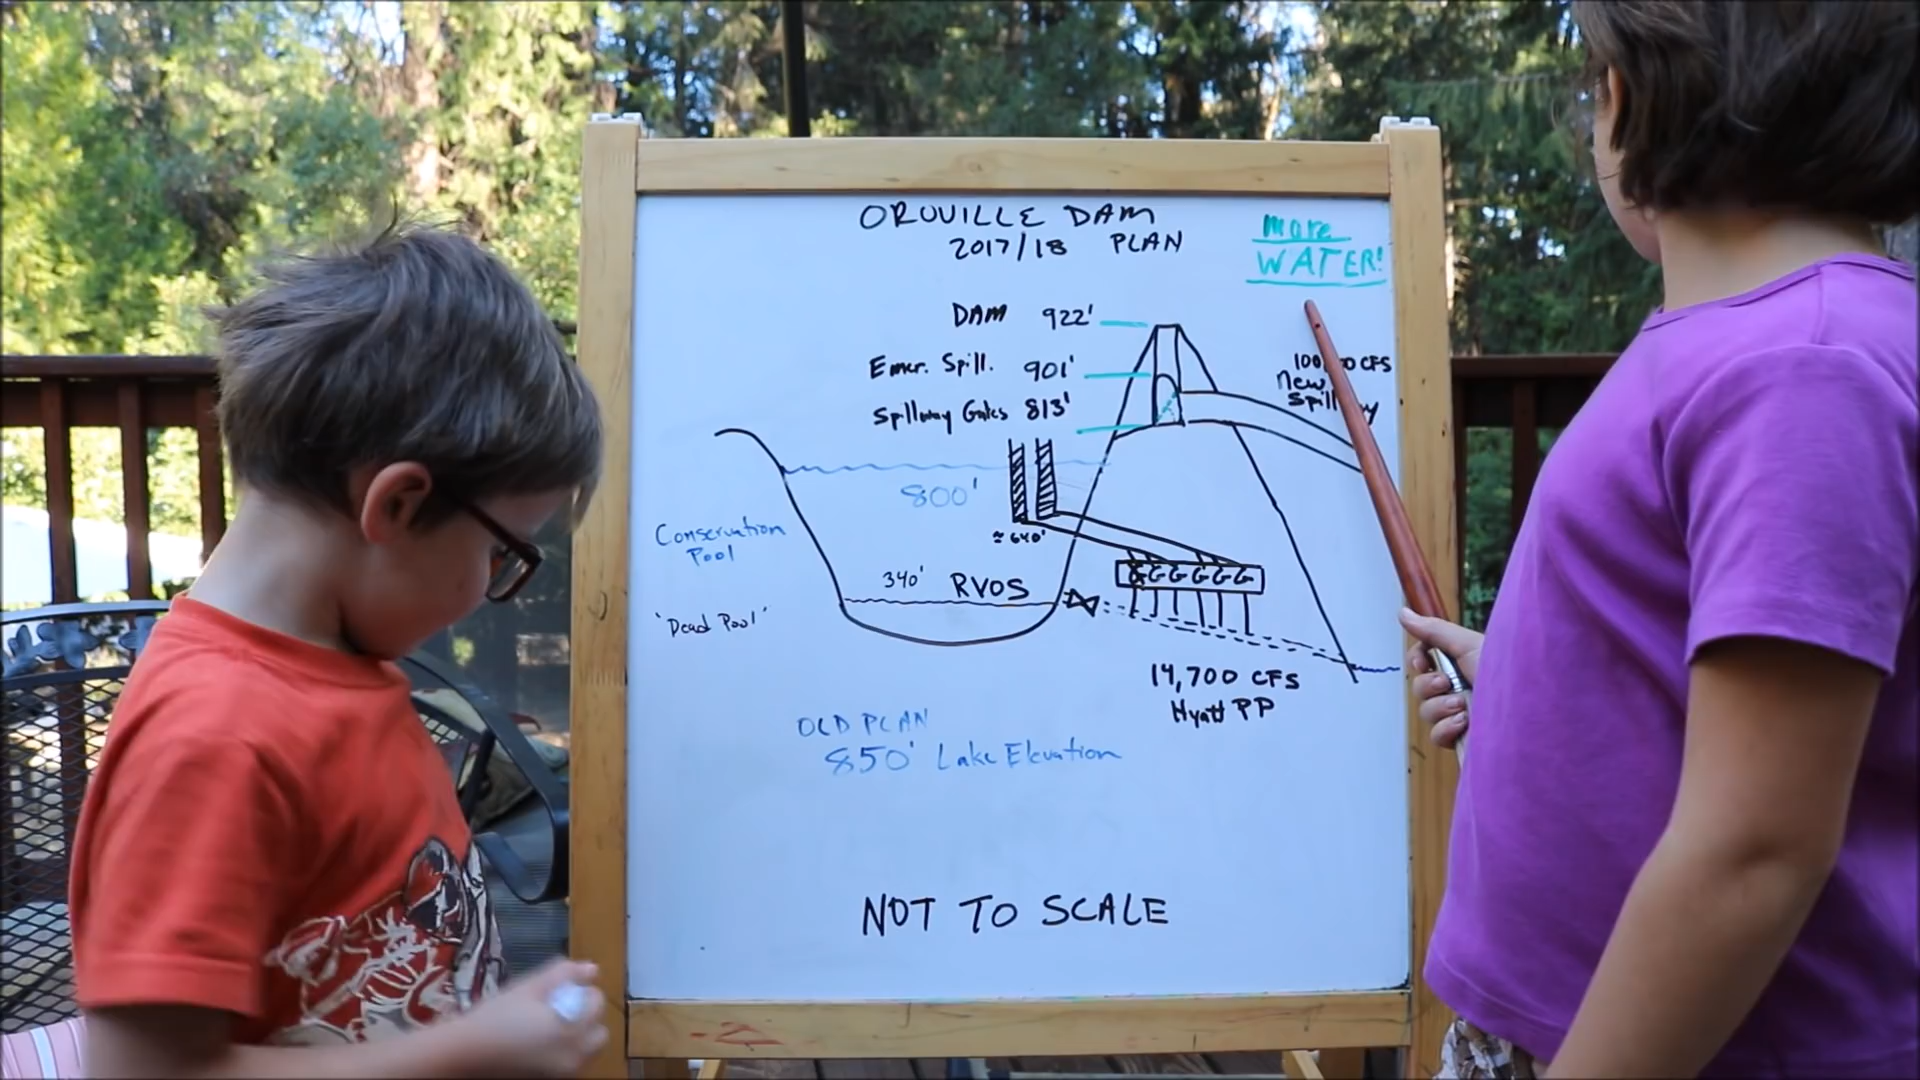 OROVILLE DAM
2017/18 PLAN
more
WATER!
DAM 922'
Emer. Spill. 901'
Spillway Gates 813'
CFS
New
800'
Conservation
Pool
≈ 640'
340' RVOS
'Dead Pool'
G G G G G G
14,700 CFS
Hyatt PP
OLD PLAN
850' Lake Elevation
NOT TO SCALE